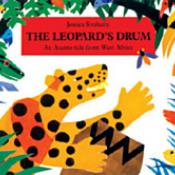 Jessica Souhami
THE LEOPARD'S DRUM
An Asante tale from West Africa